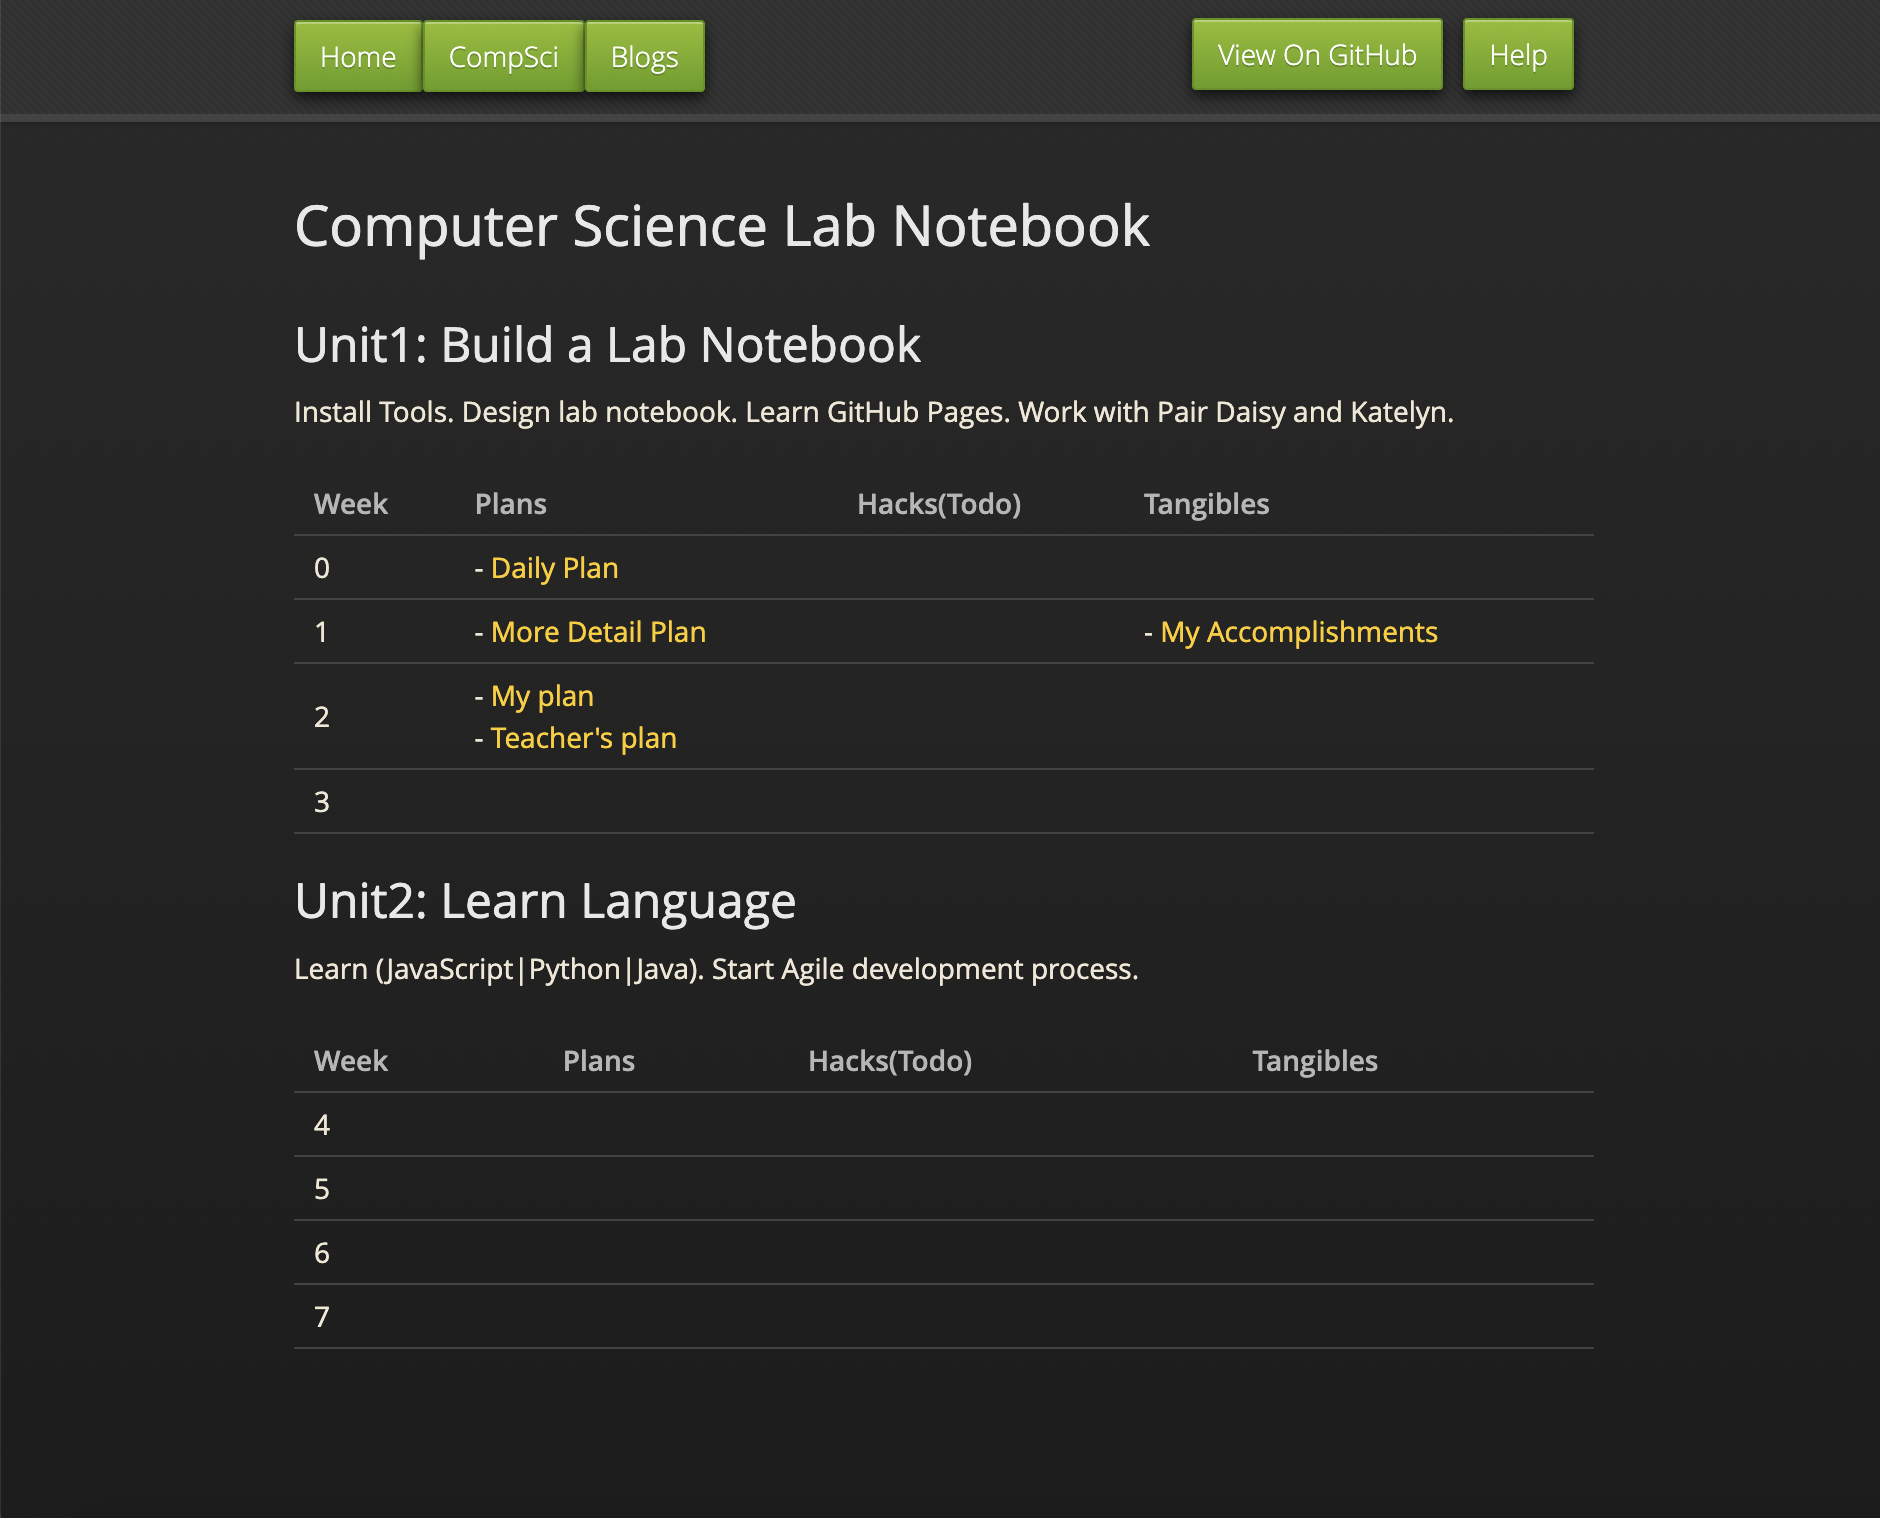 Home CompSci Blogs View On GitHub Help
Computer Science Lab Notebook
Unit1: Build a Lab Notebook
Install Tools. Design lab notebook. Learn GitHub Pages. Work with Pair Daisy and Katelyn.
Week Plans Hacks(Todo) Tangibles
0 - Daily Plan
1 - More Detail Plan - My Accomplishments
2 - My plan
- Teacher's plan
3
Unit2: Learn Language
Learn (JavaScript|Python|Java). Start Agile development process.
Week Plans Hacks(Todo) Tangibles
4
5
6
7